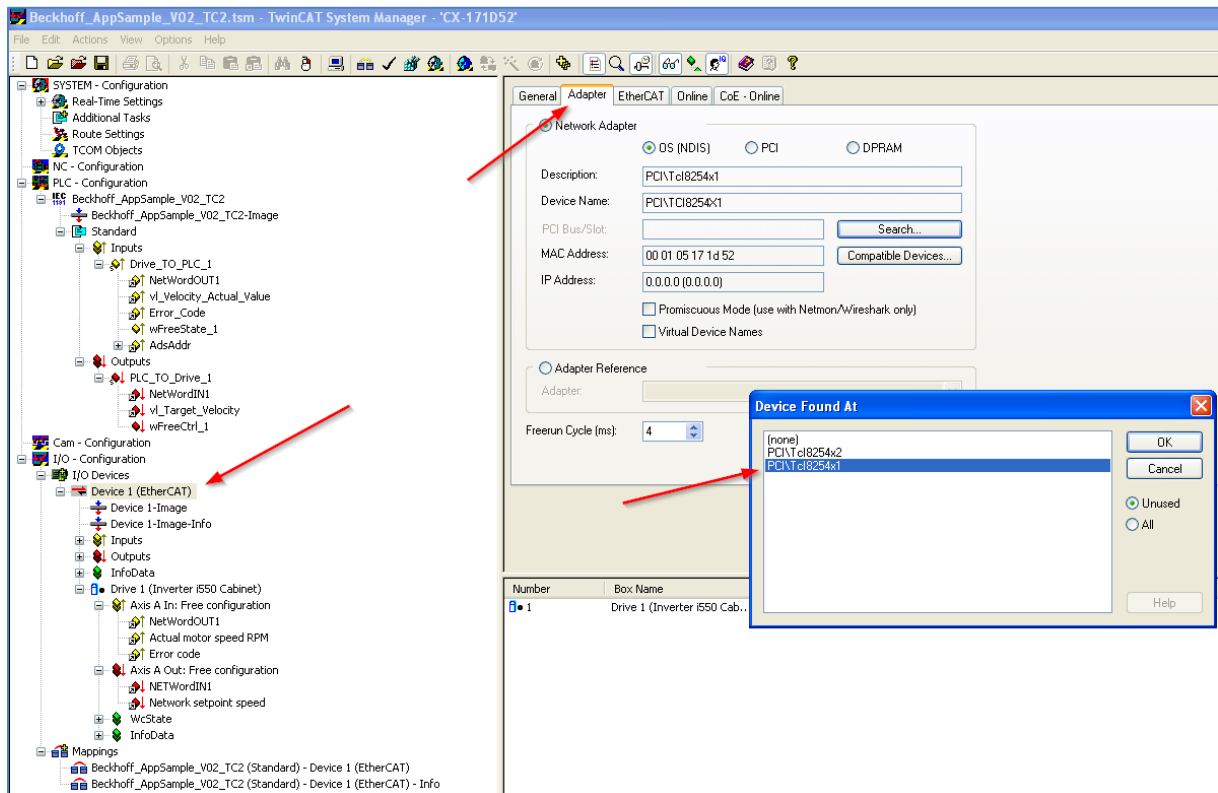 Beckhoff_AppSample_V02_TC2.tsm - TwinCAT System Manager - 'CX-171D52'
File Edit Actions View Options Help
SYSTEM - Configuration
Real-Time Settings
Additional Tasks
Route Settings
TCOM Objects
NC - Configuration
PLC - Configuration
Beckhoff_AppSample_V02_TC2
Beckhoff_AppSample_V02_TC2-Image
Standard
Inputs
Drive_TO_PLC_1
NetWordOUT1
vl_Velocity_Actual_Value
Error_Code
wFreeState_1
AdsAddr
Outputs
PLC_TO_Drive_1
NetWordIN1
vl_Target_Velocity
wFreeCtrl_1
Cam - Configuration
I/O - Configuration
I/O Devices
Device 1 (EtherCAT)
Device 1-Image
Device 1-Image-Info
Inputs
Outputs
InfoData
Drive 1 (Inverter i550 Cabinet)
Axis A In: Free configuration
NetWordOUT1
Actual motor speed RPM
Error code
Axis A Out: Free configuration
NETWordIN1
Network setpoint speed
WcState
InfoData
Mappings
Beckhoff_AppSample_V02_TC2 (Standard) - Device 1 (EtherCAT)
Beckhoff_AppSample_V02_TC2 (Standard) - Device 1 (EtherCAT) - Info
General Adapter EtherCAT Online CoE - Online
Network Adapter
OS (NDIS) PCI DPRAM
Description: PCI\TcI8254x1
Device Name: PCI\TCI8254X1
PCI Bus/Slot: Search...
MAC Address: 00 01 05 17 1d 52 Compatible Devices...
IP Address: 0.0.0.0 (0.0.0.0)
Promiscuous Mode (use with Netmon/Wireshark only)
Virtual Device Names
Adapter Reference
Adapter:
Freerun Cycle (ms): 4
Device Found At
(none)
PCI\TcI8254x2
PCI\TcI8254x1
OK
Cancel
Unused
All
Help
Number Box Name
1 Drive 1 (Inverter i550 Cab..